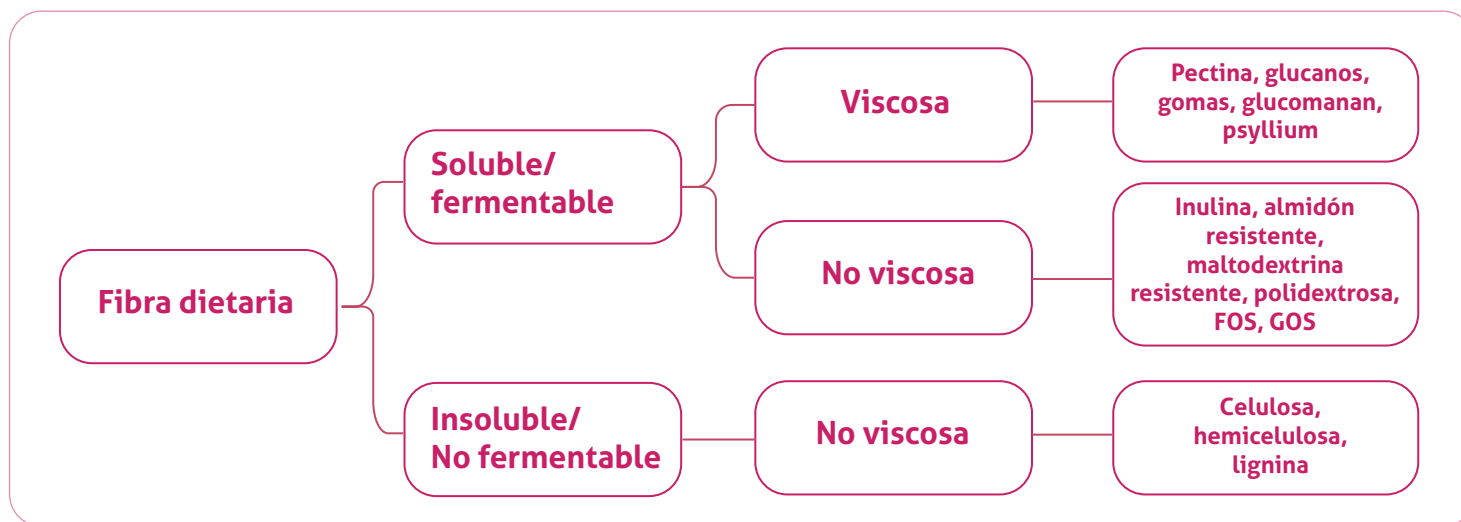 Fibra dietaria
Soluble/
fermentable
Viscosa
Pectina, glucanos,
gomas, glucomanan,
psyllium
No viscosa
Inulina, almidón
resistente,
maltodextrina
resistente, polidextrosa,
FOS, GOS
Insoluble/
No fermentable
No viscosa
Celulosa,
hemicelulosa,
lignina